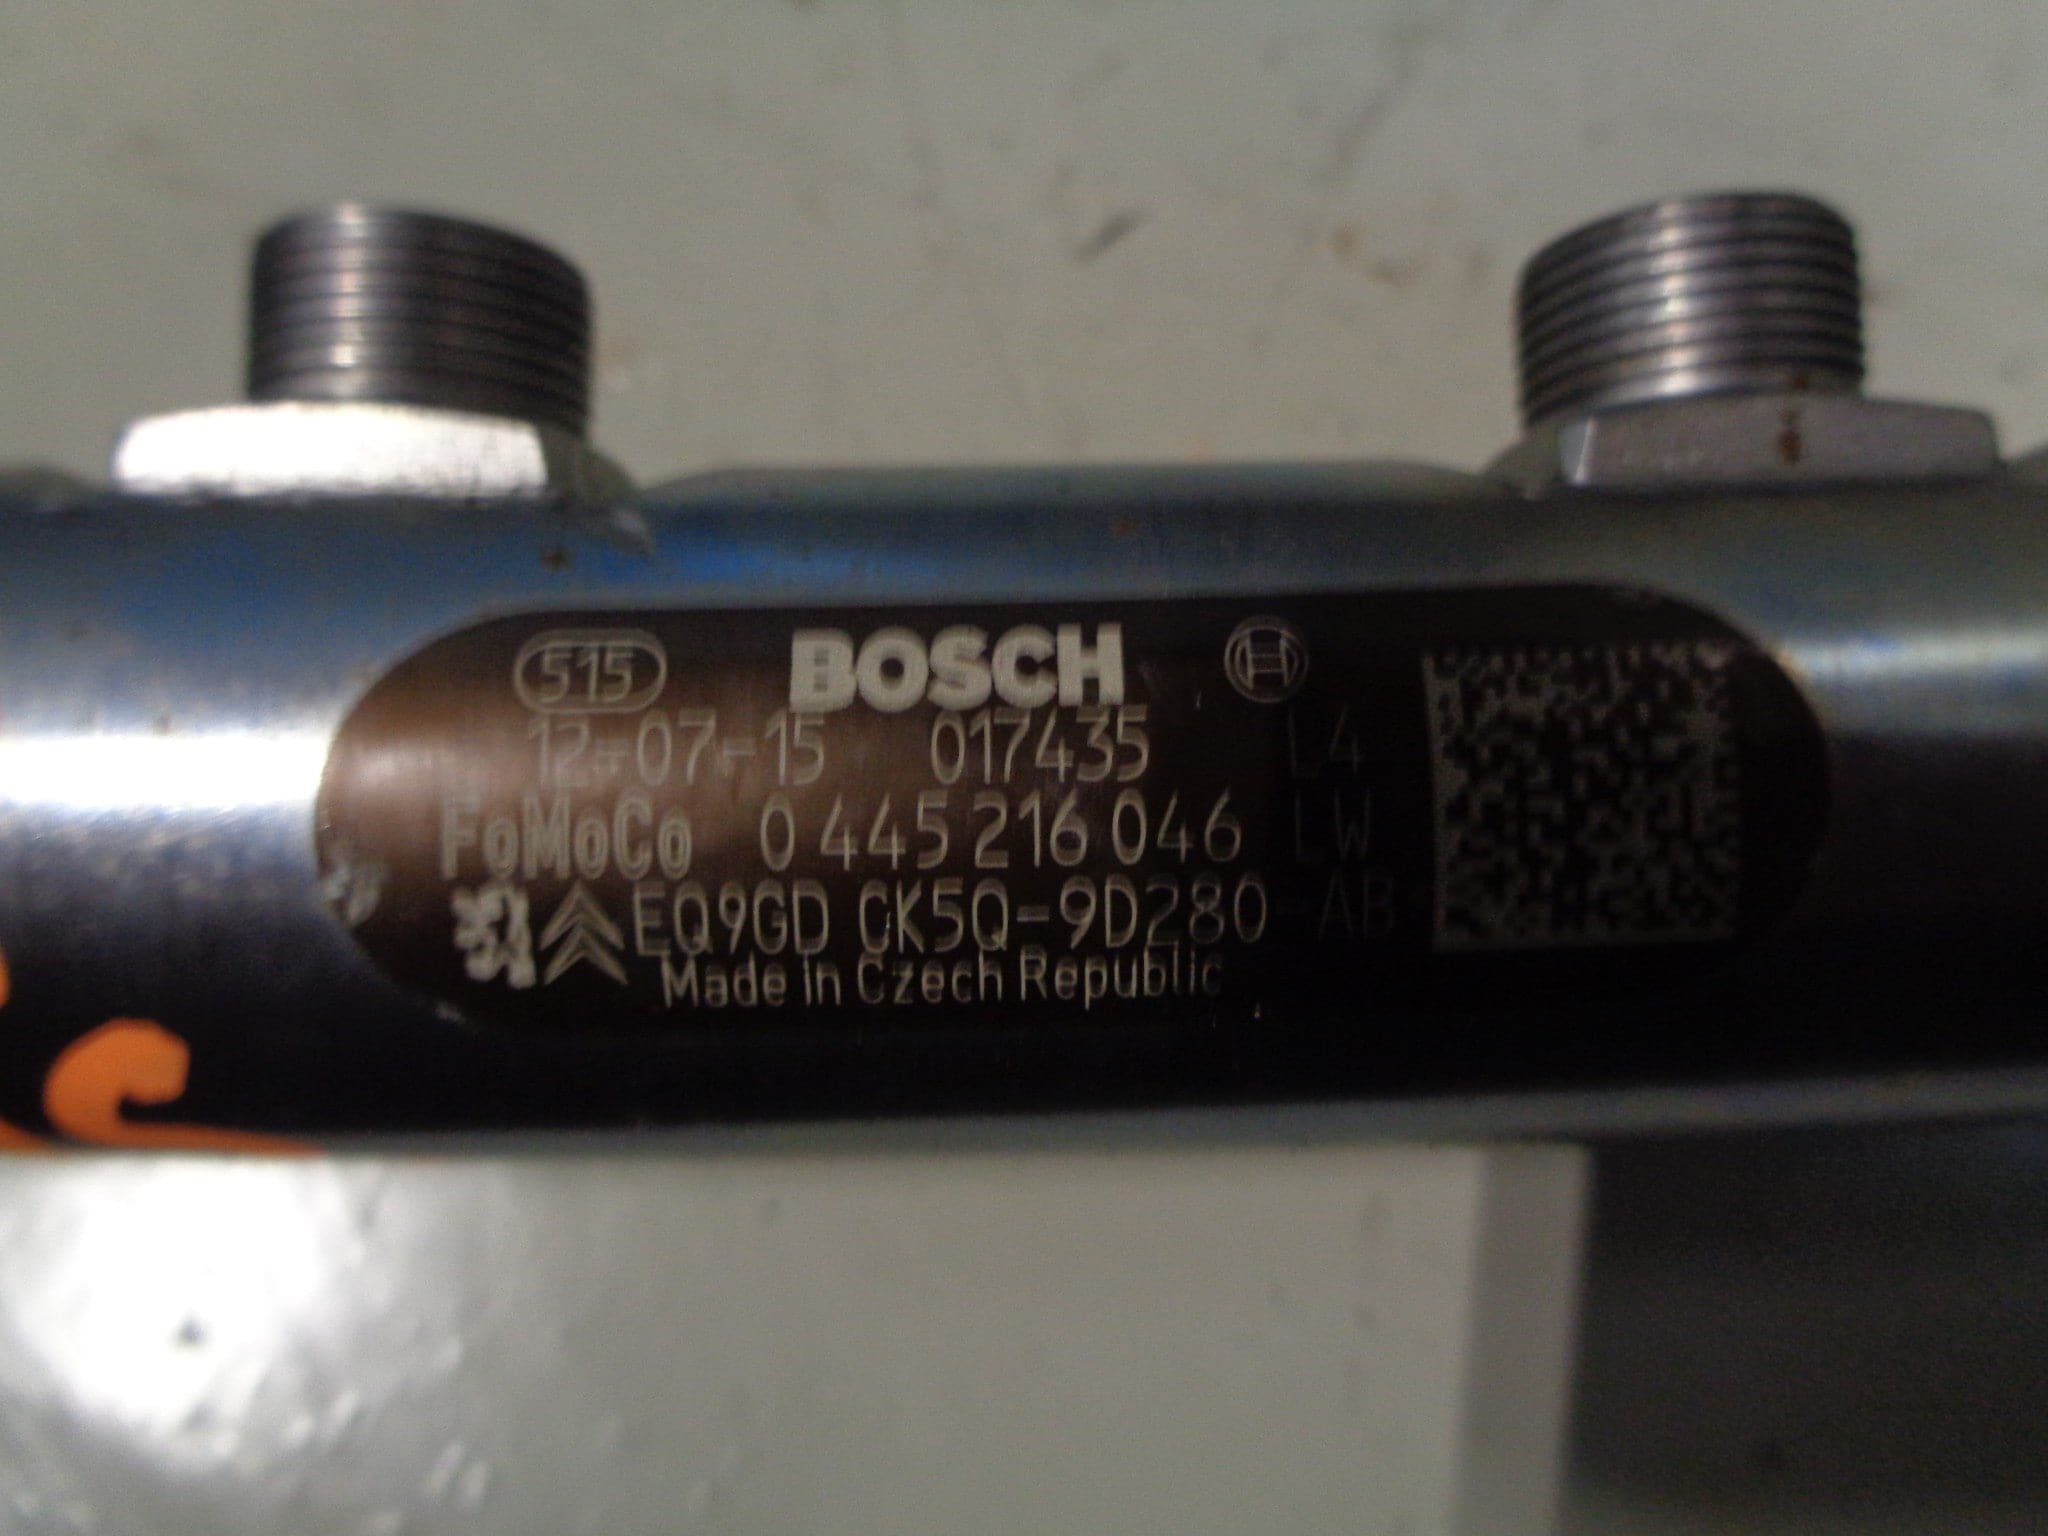 515 BOSCH
12-07-15 017435 L4
FoMoCo 0 445 216 046 LW
EQ9GD CK5Q-9D280-AB
Made in Czech Republic